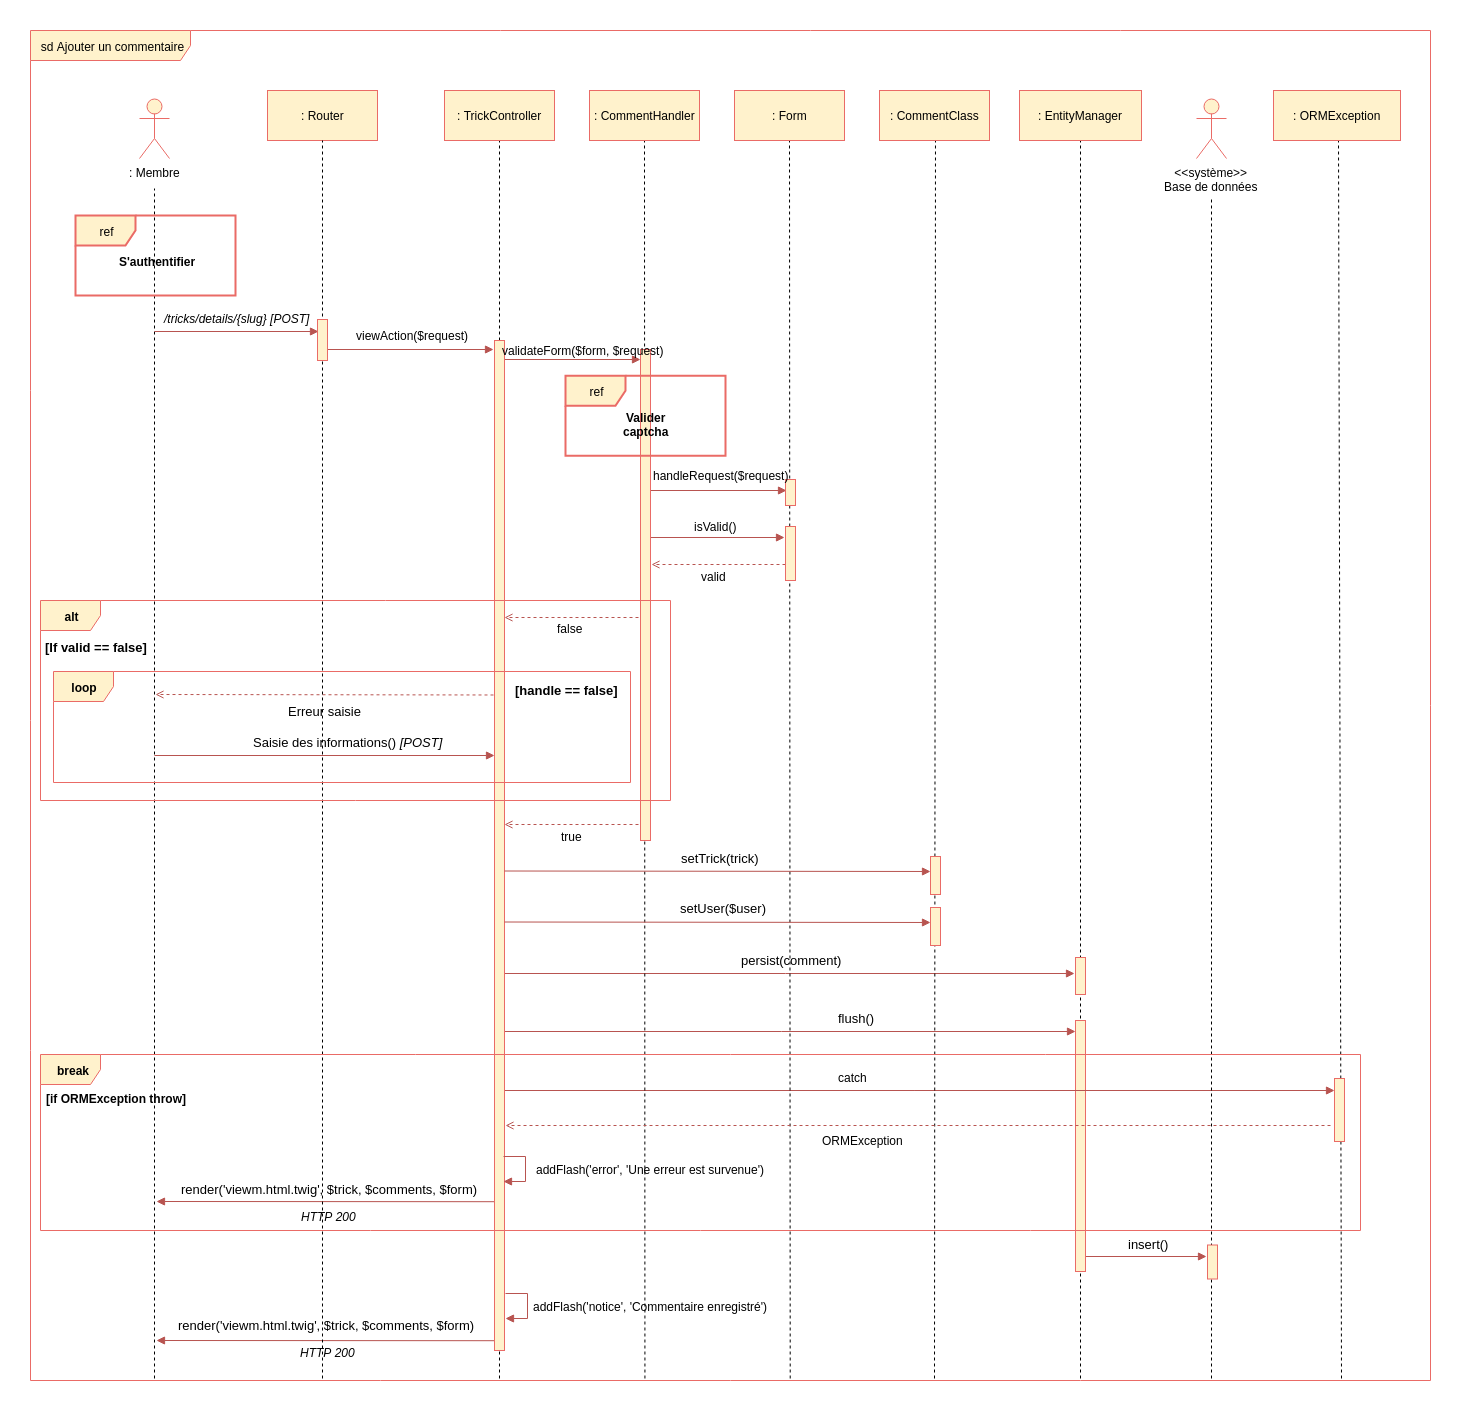 sd Ajouter un commentaire
: Router
: TrickController
: CommentHandler
: Form
: CommentClass
: EntityManager
: ORMException
: Membre
<<système>>
Base de données
ref
S'authentifier
/tricks/details/{slug} [POST]
viewAction($request)
validateForm($form, $request)
ref
Valider
captcha
handleRequest($request)
isValid()
valid
alt
false
[If valid == false]
loop
[handle == false]
Erreur saisie
Saisie des informations() [POST]
true
setTrick(trick)
setUser($user)
persist(comment)
flush()
break
catch
[if ORMException throw]
ORMException
addFlash('error', 'Une erreur est survenue')
render('viewm.html.twig', $trick, $comments, $form)
HTTP 200
insert()
addFlash('notice', 'Commentaire enregistré')
render('viewm.html.twig', $trick, $comments, $form)
HTTP 200